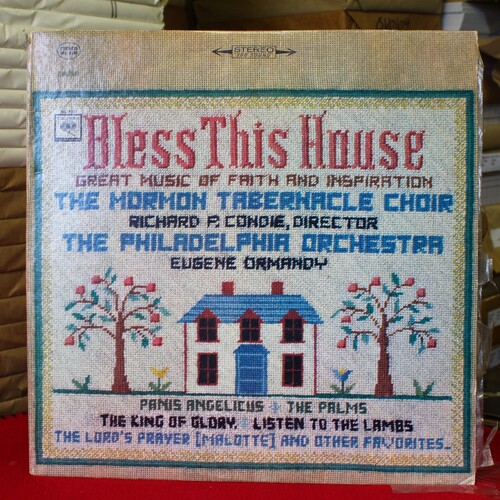 STEREO
Bless This House
GREAT MUSIC OF FAITH AND INSPIRATION
THE MORMON TABERNACLE CHOIR
RICHARD P. CONDIE, DIRECTOR
THE PHILADELPHIA ORCHESTRA
EUGENE ORMANDY
PANIS ANGELICUS THE PALMS
THE KING OF GLORY, LISTEN TO THE LAMBS
THE LORD'S PRAYER [MALOTTE] AND OTHER FAVORITES...